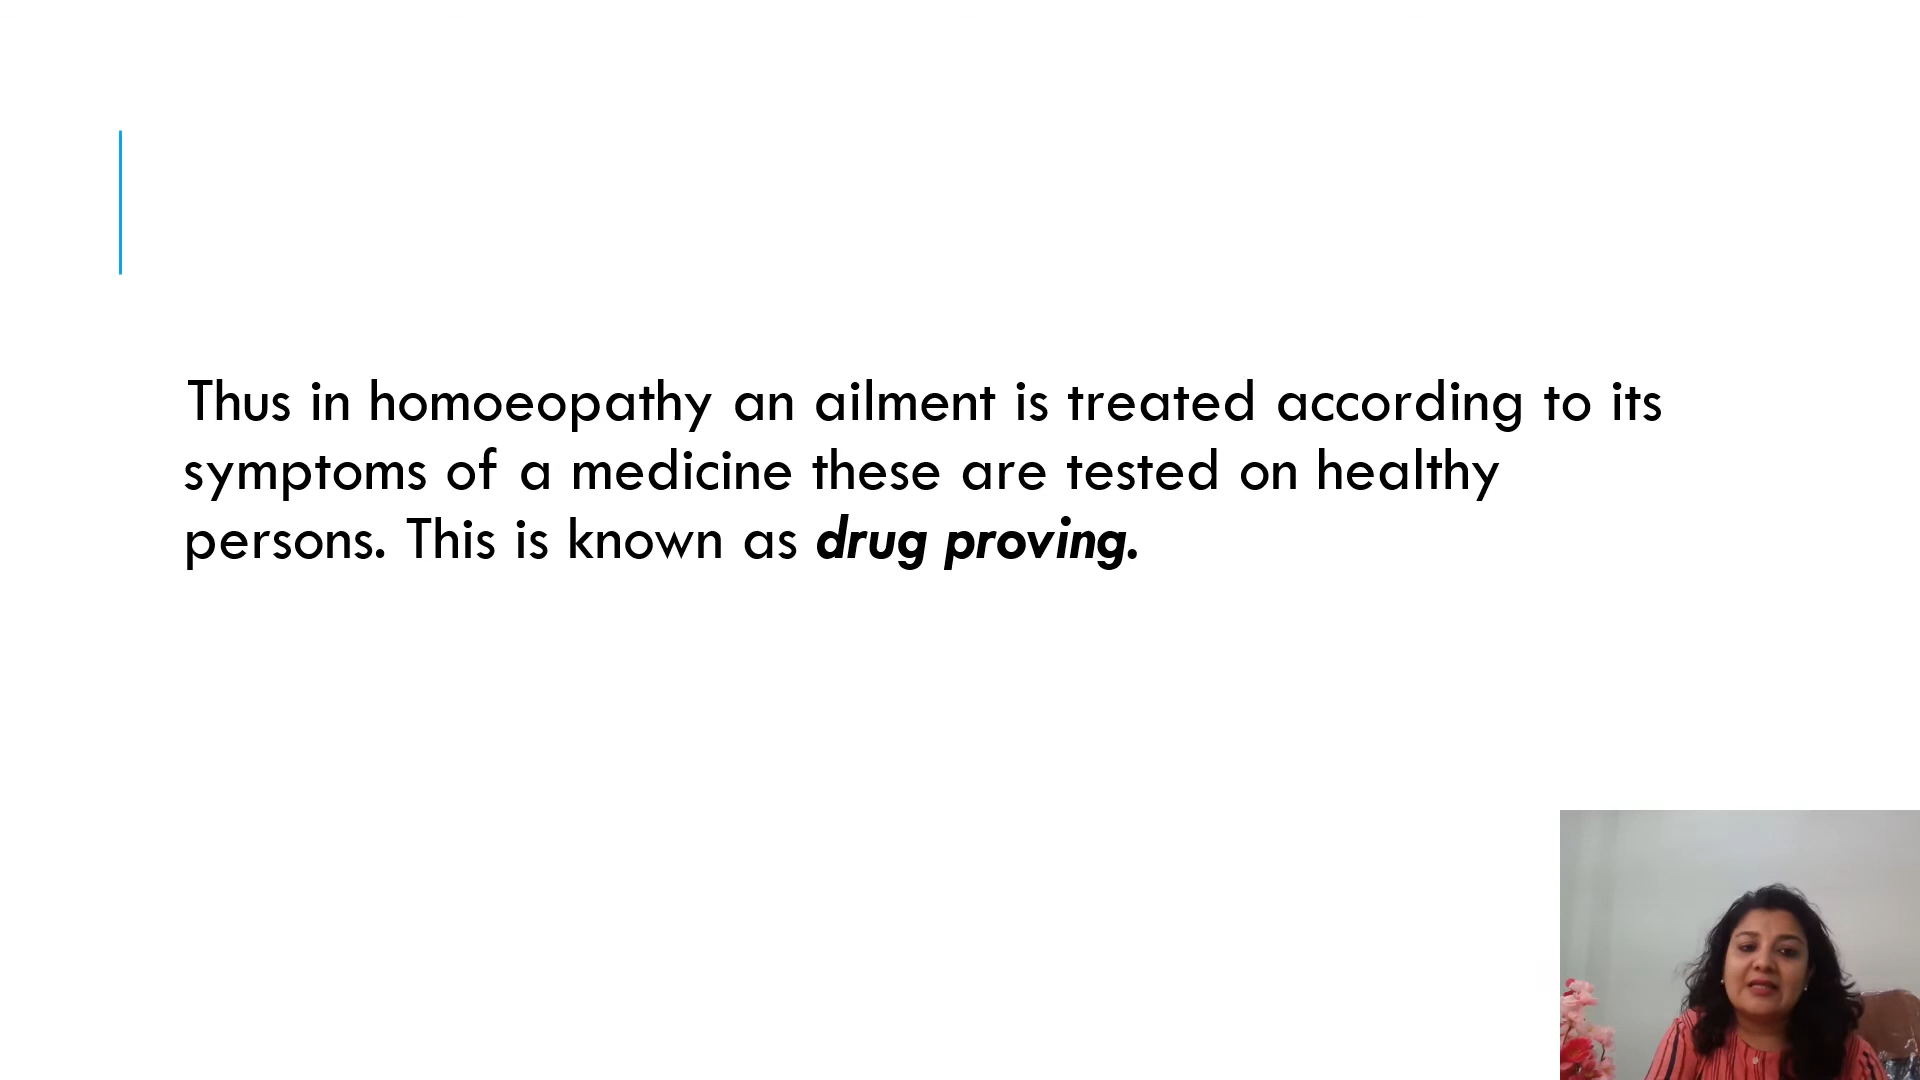 Thus in homoeopathy an ailment is treated according to its
symptoms of a medicine these are tested on healthy
persons. This is known as drug proving.